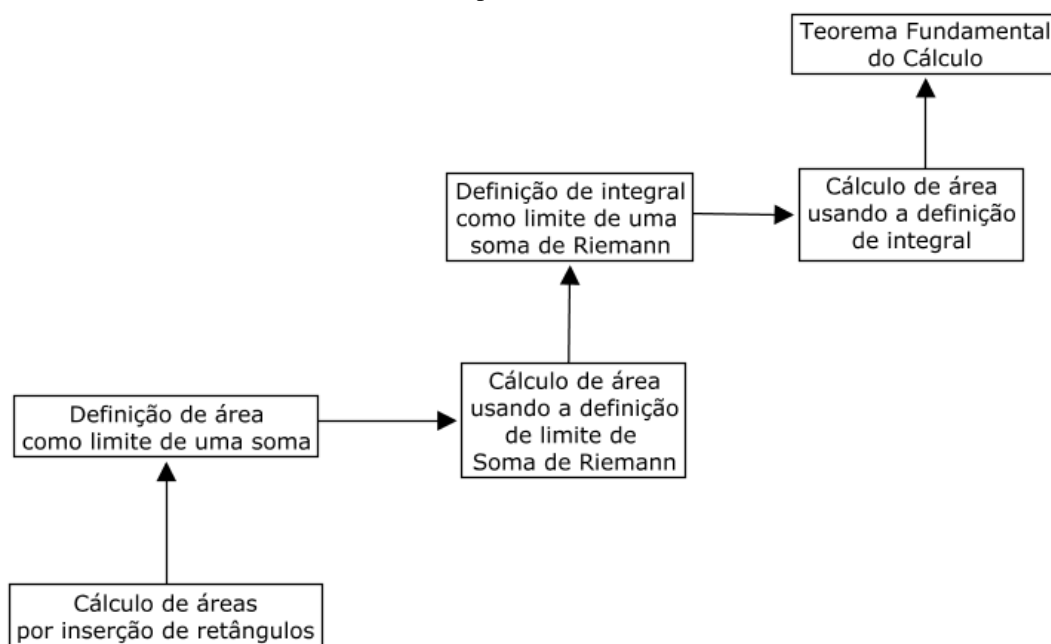 Teorema Fundamental
do Cálculo
Definição de integral
como limite de uma
soma de Riemann
Cálculo de área
usando a definição
de integral
Definição de área
como limite de uma soma
Cálculo de área
usando a definição
de limite de
Soma de Riemann
Cálculo de áreas
por inserção de retângulos